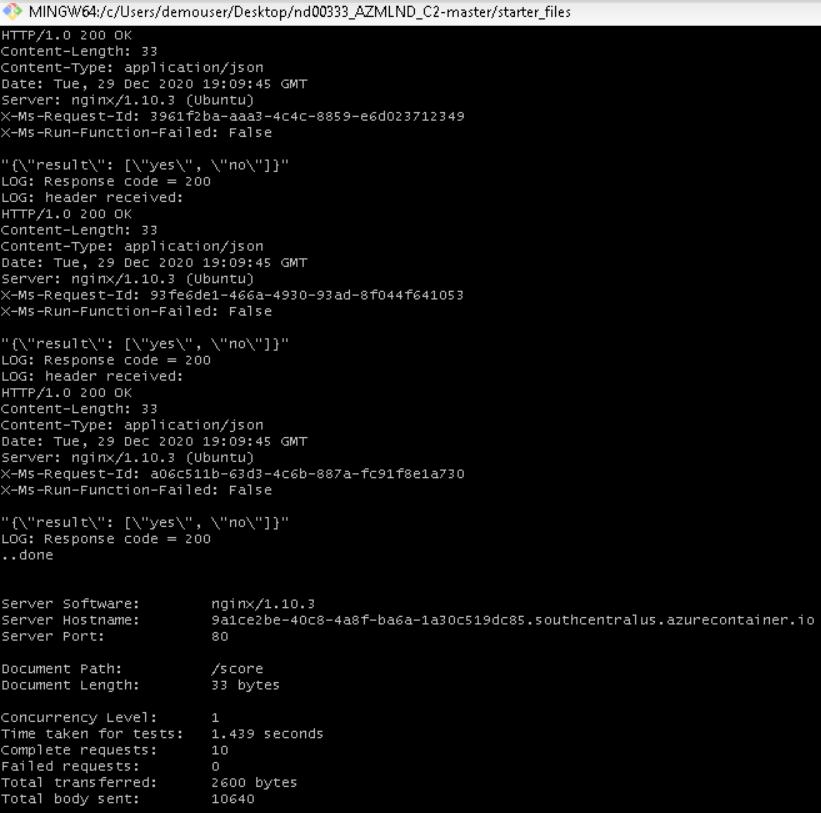 MINGW64:/c/Users/demouser/Desktop/nd00333_AZMLND_C2-master/starter_files
HTTP/1.0 200 OK
Content-Length: 33
Content-Type: application/json
Date: Tue, 29 Dec 2020 19:09:45 GMT
Server: nginx/1.10.3 (Ubuntu)
X-Ms-Request-Id: 3961f2ba-aaa3-4c4c-8859-e6d023712349
X-Ms-Run-Function-Failed: False

"{\"result\": [\"yes\", \"no\"]}"
LOG: Response code = 200
LOG: header received:
HTTP/1.0 200 OK
Content-Length: 33
Content-Type: application/json
Date: Tue, 29 Dec 2020 19:09:45 GMT
Server: nginx/1.10.3 (Ubuntu)
X-Ms-Request-Id: 93fe6de1-466a-4930-93ad-8f044f641053
X-Ms-Run-Function-Failed: False

"{\"result\": [\"yes\", \"no\"]}"
LOG: Response code = 200
LOG: header received:
HTTP/1.0 200 OK
Content-Length: 33
Content-Type: application/json
Date: Tue, 29 Dec 2020 19:09:45 GMT
Server: nginx/1.10.3 (Ubuntu)
X-Ms-Request-Id: a06c511b-63d3-4c6b-887a-fc91f8e1a730
X-Ms-Run-Function-Failed: False

"{\"result\": [\"yes\", \"no\"]}"
LOG: Response code = 200
..done

Server Software: nginx/1.10.3
Server Hostname: 9a1ce2be-40c8-4a8f-ba6a-1a30c519dc85.southcentralus.azurecontainer.io
Server Port: 80

Document Path: /score
Document Length: 33 bytes

Concurrency Level: 1
Time taken for tests: 1.439 seconds
Complete requests: 10
Failed requests: 0
Total transferred: 2600 bytes
Total body sent: 10640